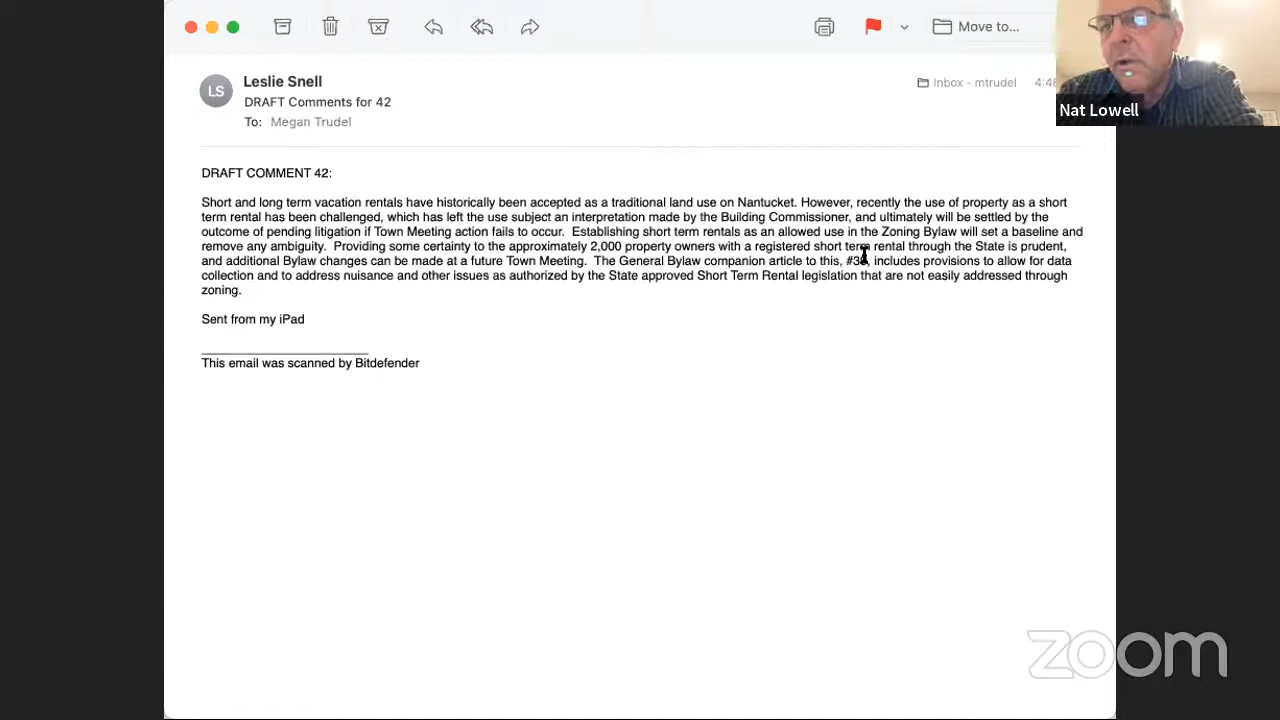 Move to...
LS
Leslie Snell
DRAFT Comments for 42
To: Megan Trudel
Inbox - mtrudel
Nat Lowell
DRAFT COMMENT 42:
Short and long term vacation rentals have historically been accepted as a traditional land use on Nantucket. However, recently the use of property as a short
term rental has been challenged, which has left the use subject an interpretation made by the Building Commissioner, and ultimately will be settled by the
outcome of pending litigation if Town Meeting action fails to occur. Establishing short term rentals as an allowed use in the Zoning Bylaw will set a baseline and
remove any ambiguity. Providing some certainty to the approximately 2,000 property owners with a registered short term rental through the State is prudent,
and additional Bylaw changes can be made at a future Town Meeting. The General Bylaw companion article to this, includes provisions to allow for data
collection and to address nuisance and other issues as authorized by the State approved Short Term Rental legislation that are not easily addressed through
zoning.
Sent from my iPad
This email was scanned by Bitdefender
zoom